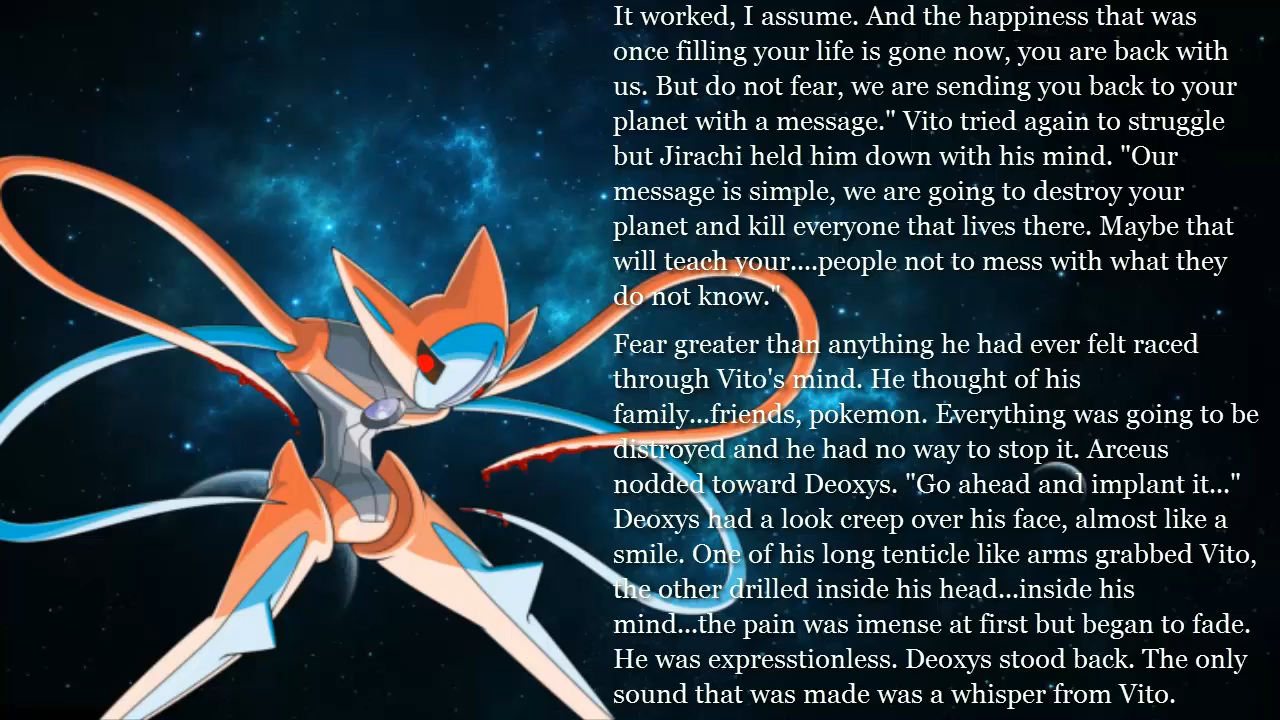 It worked, I assume. And the happiness that was
once filling your life is gone now, you are back with
us. But do not fear, we are sending you back to your
planet with a message." Vito tried again to struggle
but Jirachi held him down with his mind. "Our
message is simple, we are going to destroy your
planet and kill everyone that lives there. Maybe that
will teach your....people not to mess with what they
do not know."
Fear greater than anything he had ever felt raced
through Vito's mind. He thought of his
family...friends, pokemon. Everything was going to be
distroyed and he had no way to stop it. Arceus
nodded toward Deoxys. "Go ahead and implant it..."
Deoxys had a look creep over his face, almost like a
smile. One of his long tenticle like arms grabbed Vito,
the other drilled inside his head...inside his
mind...the pain was imense at first but began to fade.
He was expresstionless. Deoxys stood back. The only
sound that was made was a whisper from Vito.